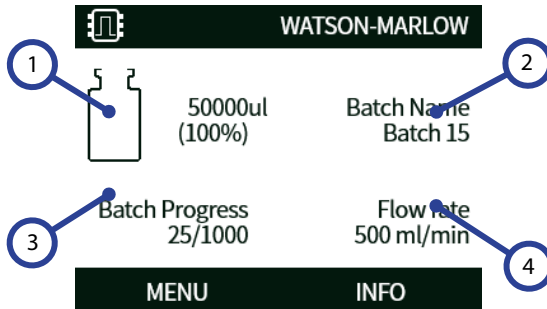 WATSON-MARLOW
1
2
50000ul
(100%)
Batch Name
Batch 15
Batch Progress
25/1000
Flow rate
500 ml/min
3
4
MENU
INFO